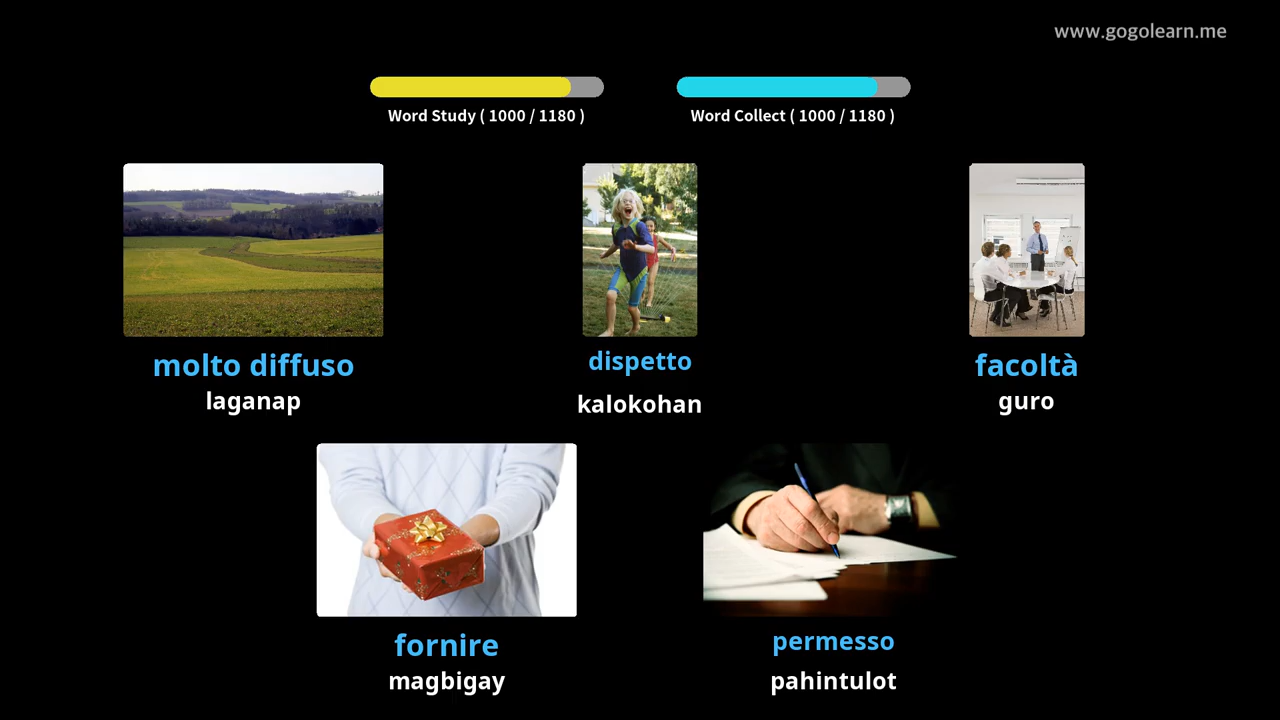 www.gogolearn.me
Word Study ( 1000 / 1180 )
Word Collect ( 1000 / 1180 )
molto diffuso
laganap
dispetto
kalokohan
facoltà
guro
fornire
magbigay
permesso
pahintulot